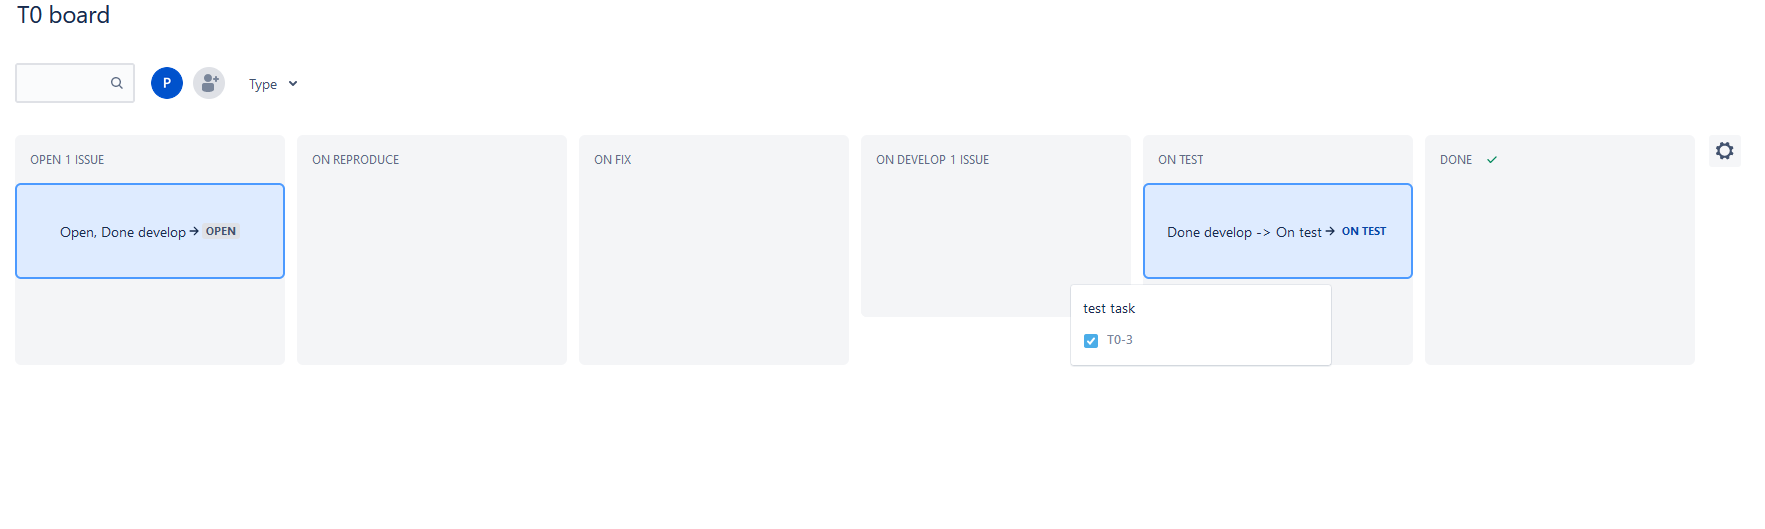 T0 board
P
Type
OPEN 1 ISSUE
ON REPRODUCE
ON FIX
ON DEVELOP 1 ISSUE
ON TEST
DONE
Open, Done develop → OPEN
Done develop -> On test → ON TEST
test task
T0-3